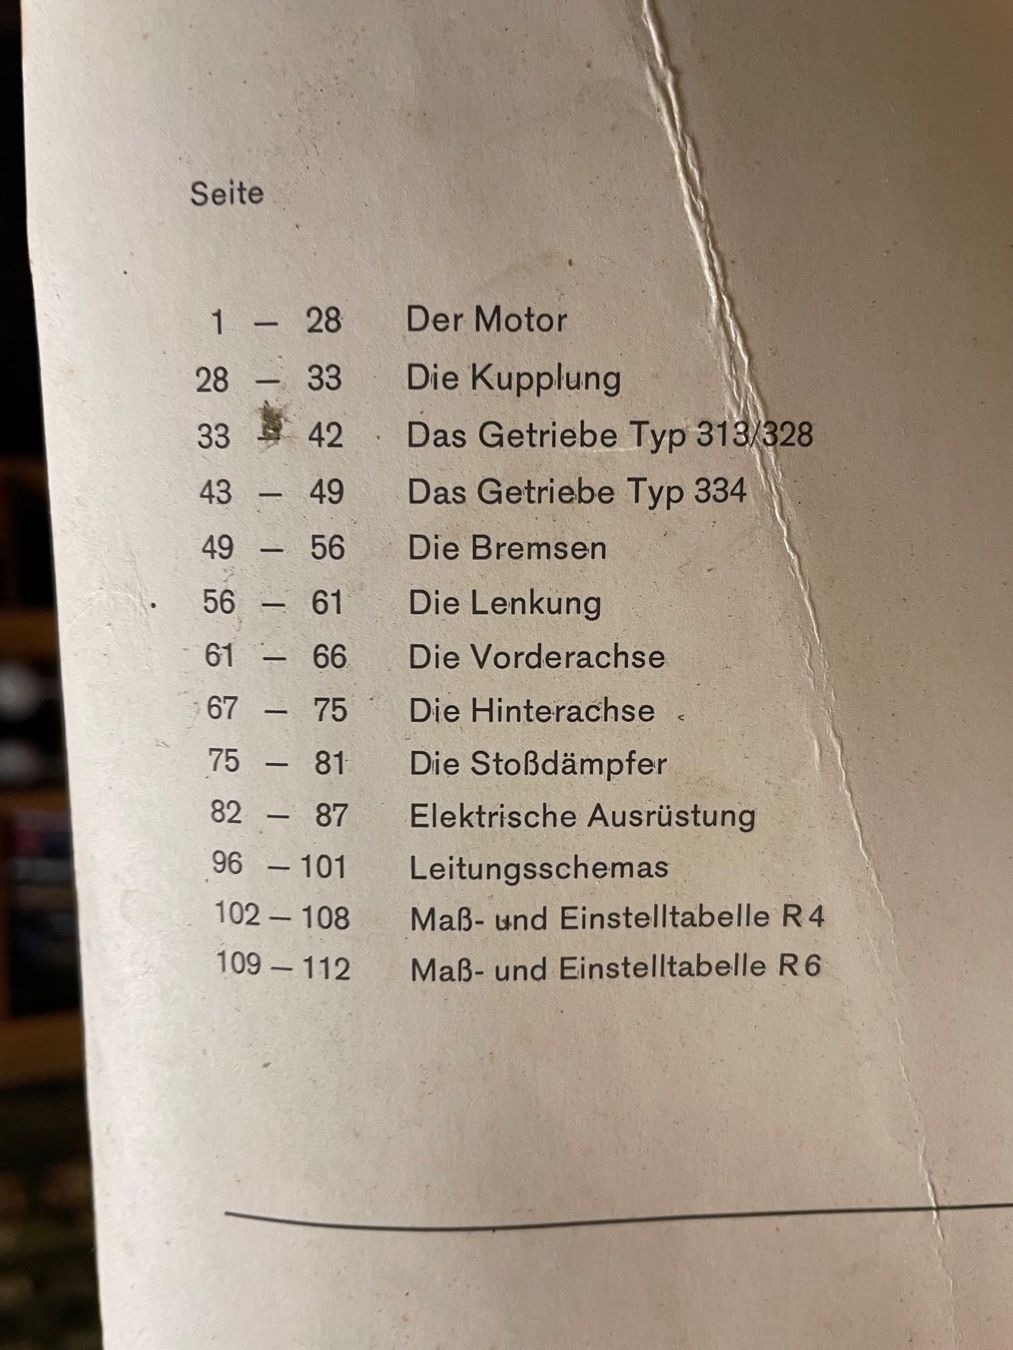 Seite
1 — 28 Der Motor
28 — 33 Die Kupplung
33 — 42 Das Getriebe Typ 313/328
43 — 49 Das Getriebe Typ 334
49 — 56 Die Bremsen
56 — 61 Die Lenkung
61 — 66 Die Vorderachse
67 — 75 Die Hinterachse
75 — 81 Die Stoßdämpfer
82 — 87 Elektrische Ausrüstung
96 — 101 Leitungsschemas
102 — 108 Maß- und Einstelltabelle R 4
109 — 112 Maß- und Einstelltabelle R 6